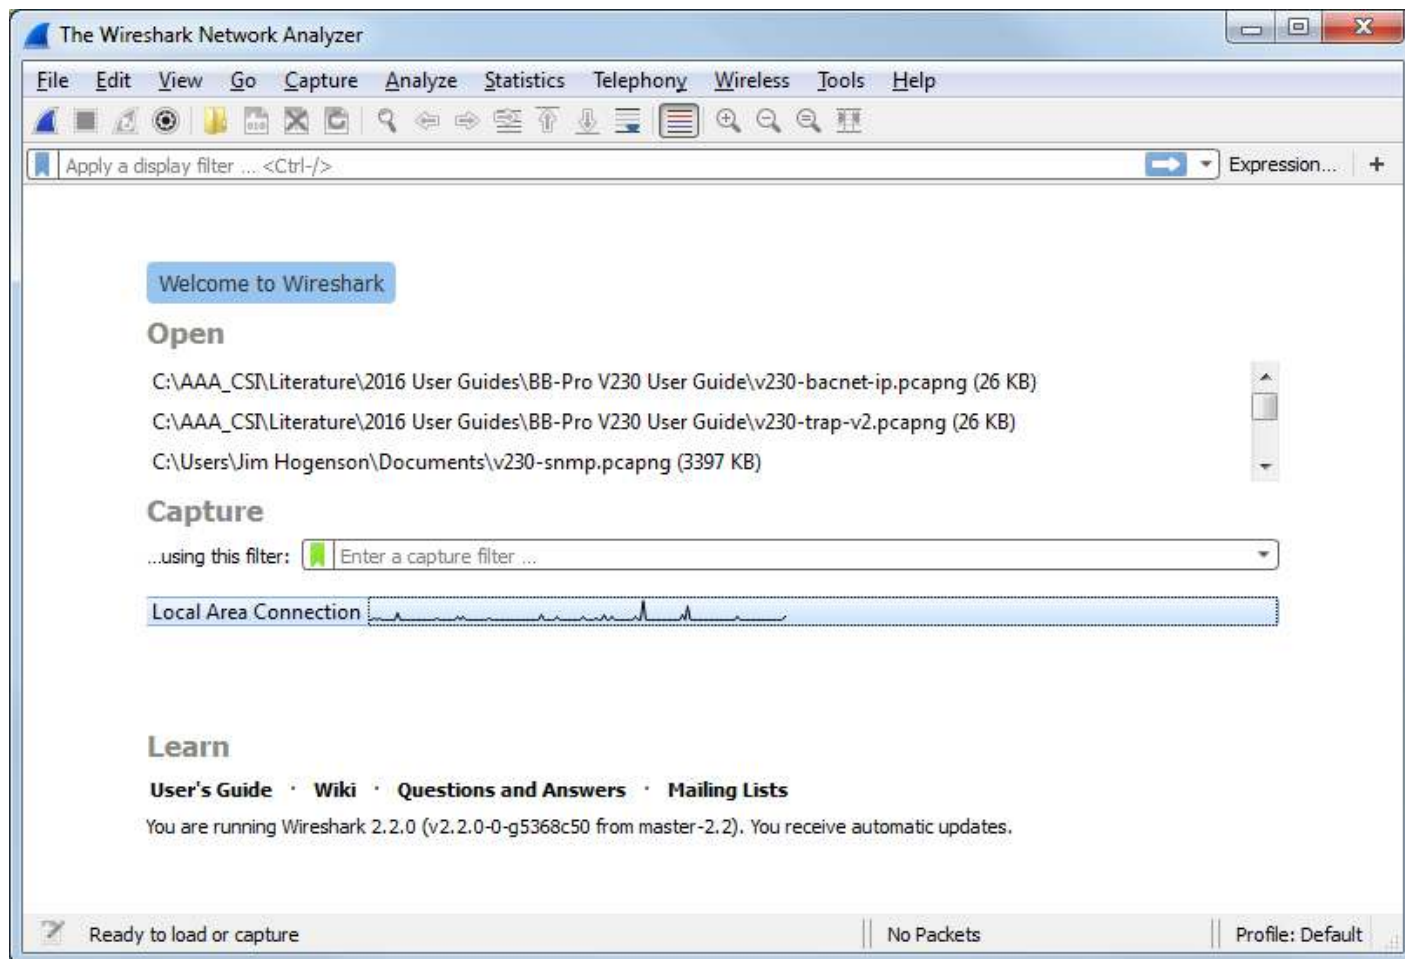 The Wireshark Network Analyzer
File Edit View Go Capture Analyze Statistics Telephony Wireless Tools Help
Apply a display filter ... <Ctrl-/> Expression... +
Welcome to Wireshark
Open
C:\AAA_CSI\Literature\2016 User Guides\BB-Pro V230 User Guide\v230-bacnet-ip.pcapng (26 KB)
C:\AAA_CSI\Literature\2016 User Guides\BB-Pro V230 User Guide\v230-trap-v2.pcapng (26 KB)
C:\Users\Jim Hogenson\Documents\v230-snmp.pcapng (3397 KB)
Capture
...using this filter: Enter a capture filter ...
Local Area Connection
Learn
User's Guide · Wiki · Questions and Answers · Mailing Lists
You are running Wireshark 2.2.0 (v2.2.0-0-g5368c50 from master-2.2). You receive automatic updates.
Ready to load or capture No Packets Profile: Default